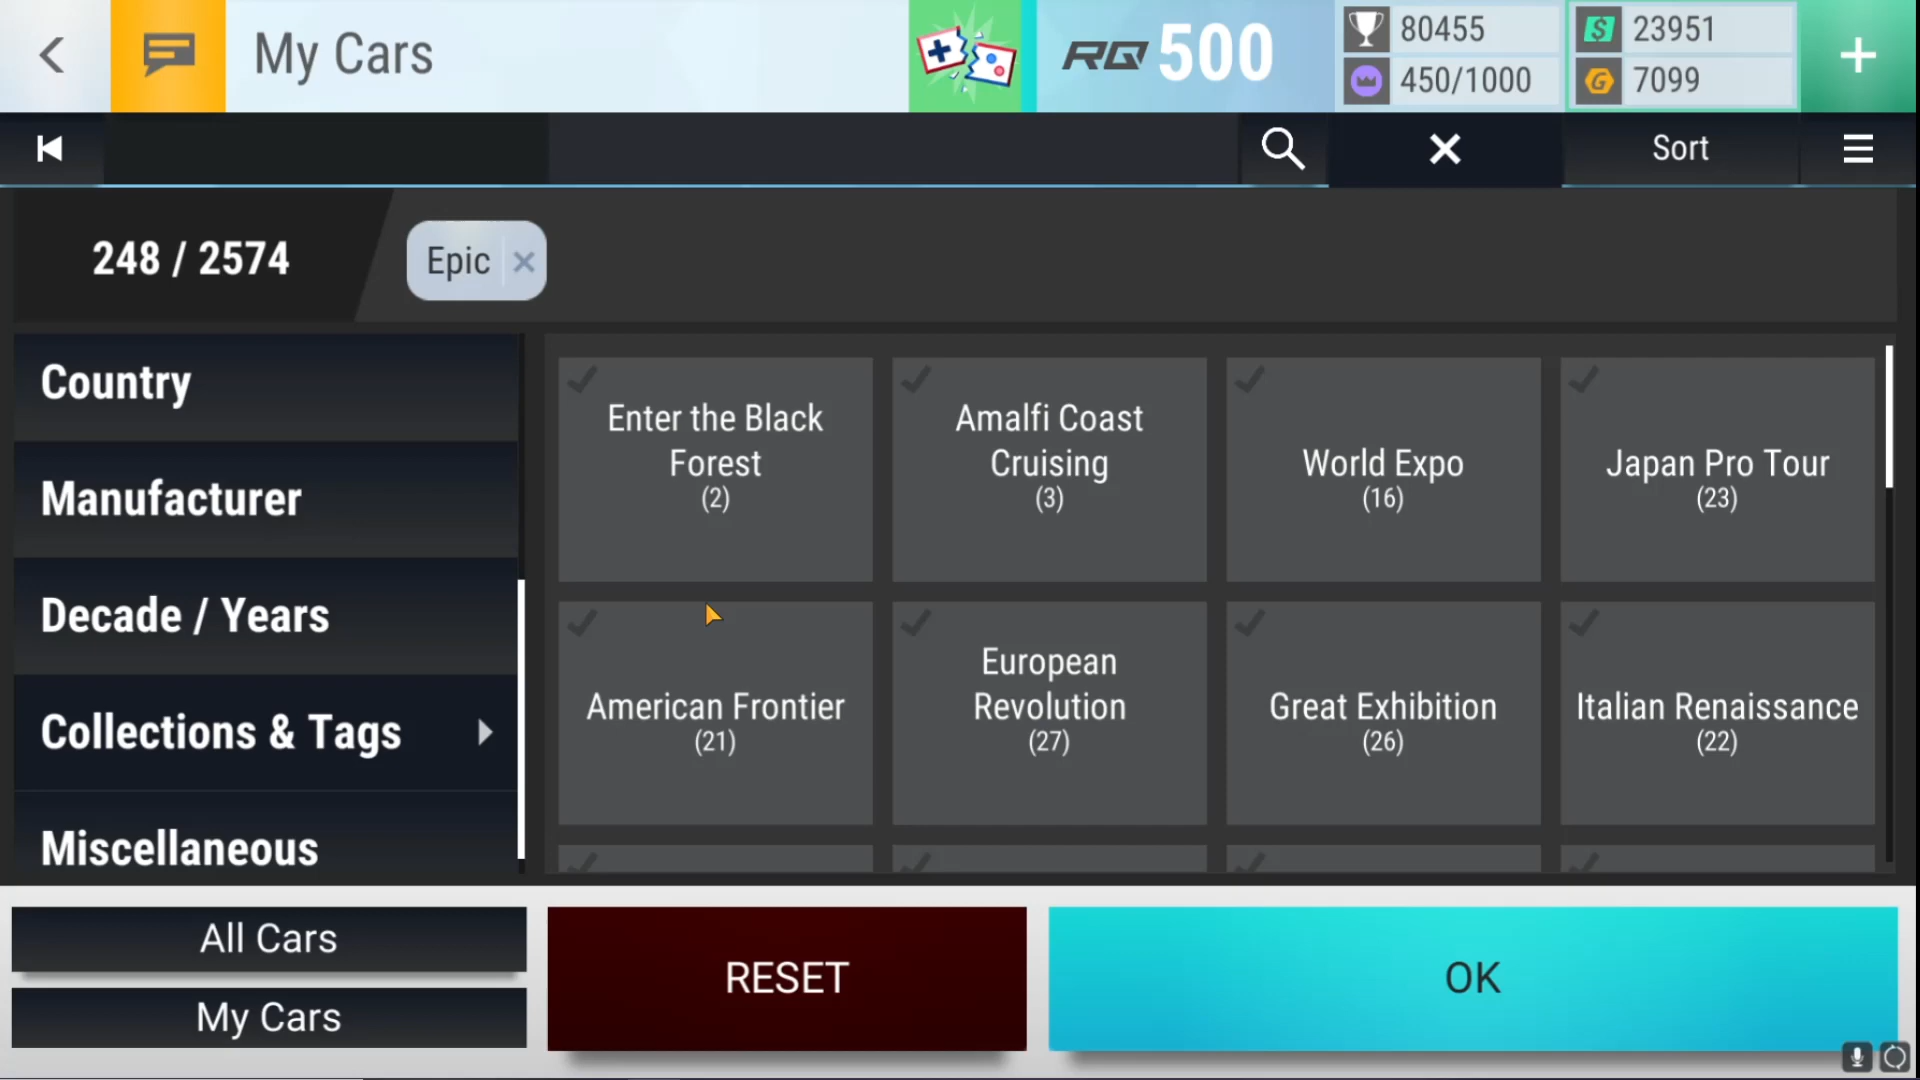 My Cars
RQ 500
80455
450/1000
23951
7099
Sort
248 / 2574
Epic
Country
Manufacturer
Decade / Years
Collections & Tags
Miscellaneous
Enter the Black
Forest
(2)
Amalfi Coast
Cruising
(3)
World Expo
(16)
Japan Pro Tour
(23)
American Frontier
(21)
European
Revolution
(27)
Great Exhibition
(26)
Italian Renaissance
(22)
All Cars
My Cars
RESET
OK